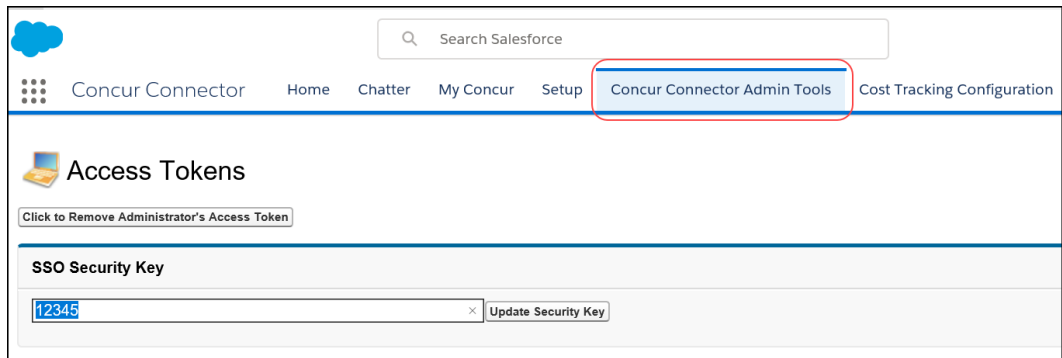 Search Salesforce
Concur Connector Home Chatter My Concur Setup Concur Connector Admin Tools Cost Tracking Configuration
Access Tokens
Click to Remove Administrator's Access Token
SSO Security Key
12345 × Update Security Key